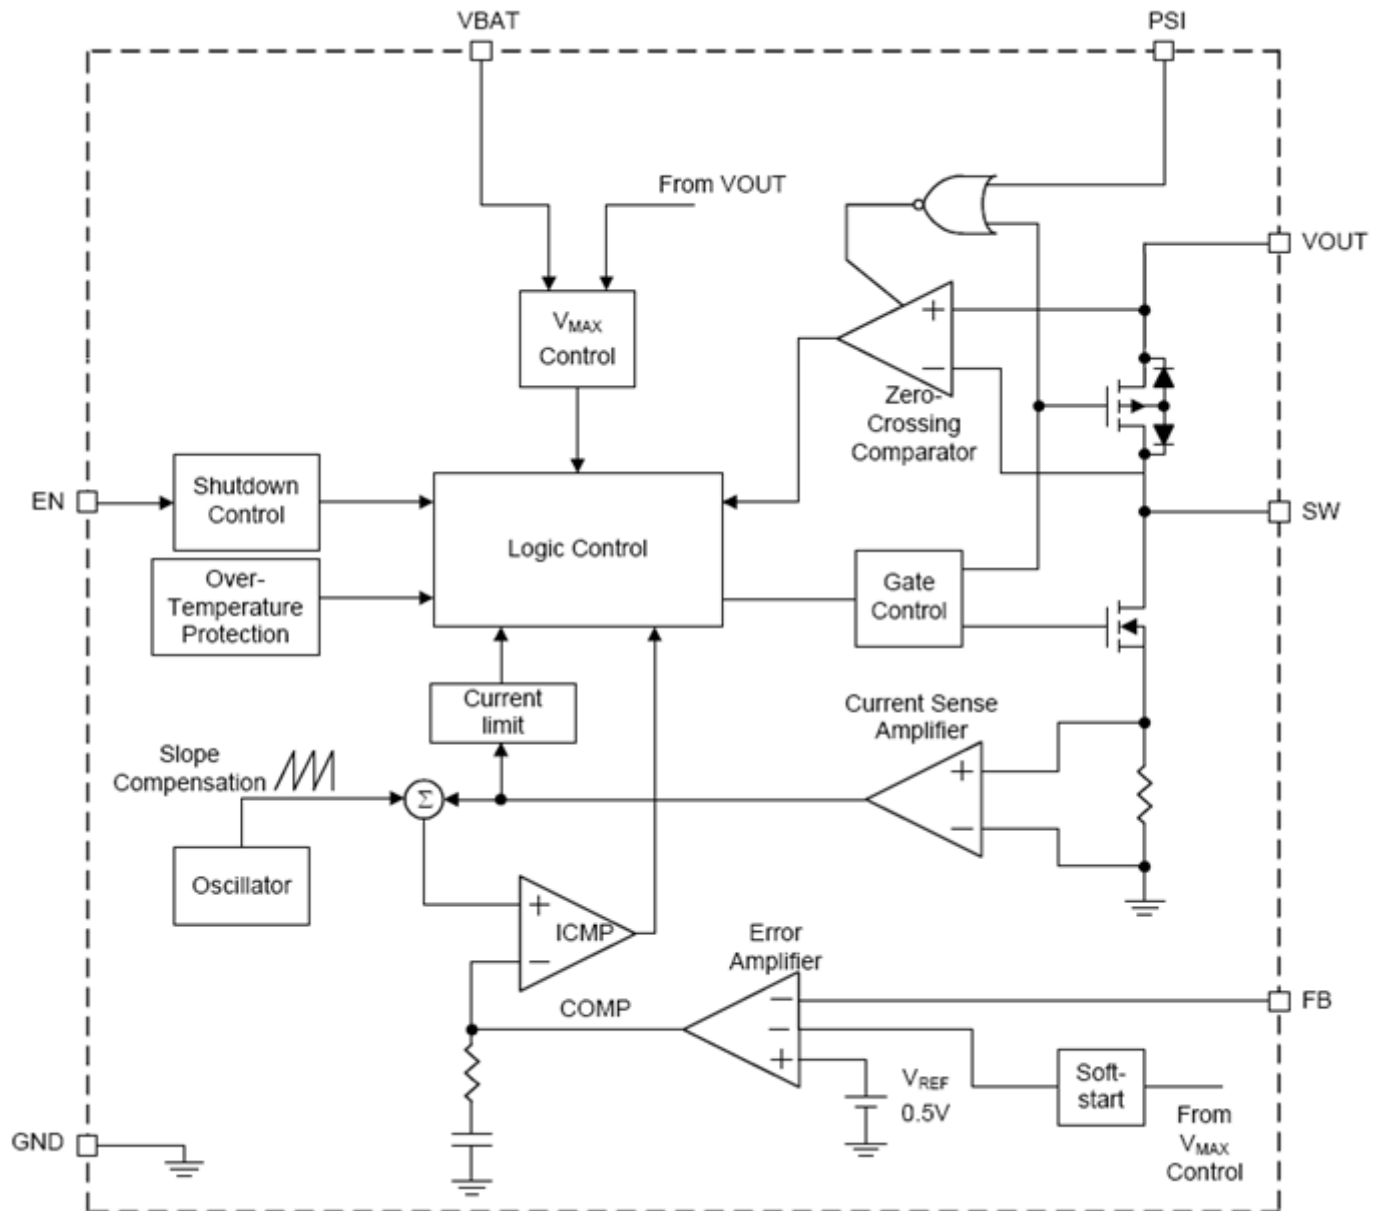 VBAT
PSI
From VOUT
VOUT
VMAX
Control
+
−
Zero-
Crossing
Comparator
EN
Shutdown
Control
Logic Control
SW
Over-
Temperature
Protection
Gate
Control
Current
limit
Current Sense
Amplifier
Slope
Compensation
Σ
+
−
Oscillator
+
ICMP
−
Error
Amplifier
COMP
−
−
+
FB
VREF
0.5V
Soft-
start
From
VMAX
Control
GND